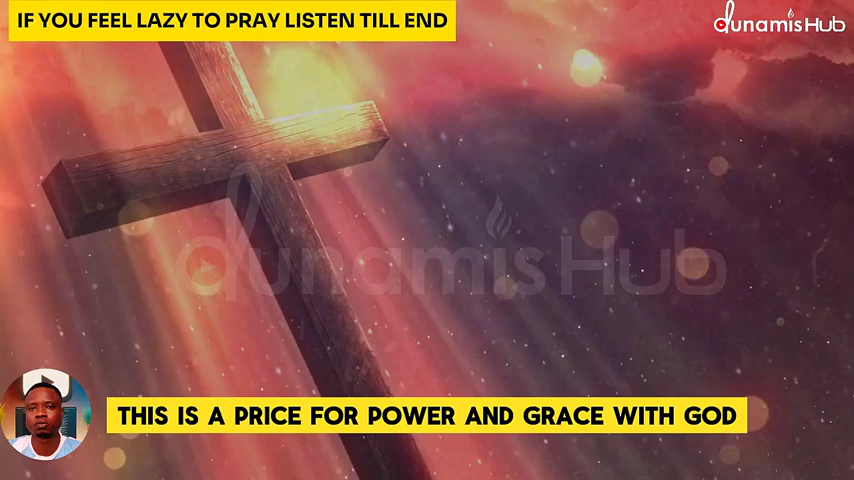 IF YOU FEEL LAZY TO PRAY LISTEN TILL END
dunamis Hub
dunamis Hub
THIS IS A PRICE FOR POWER AND GRACE WITH GOD